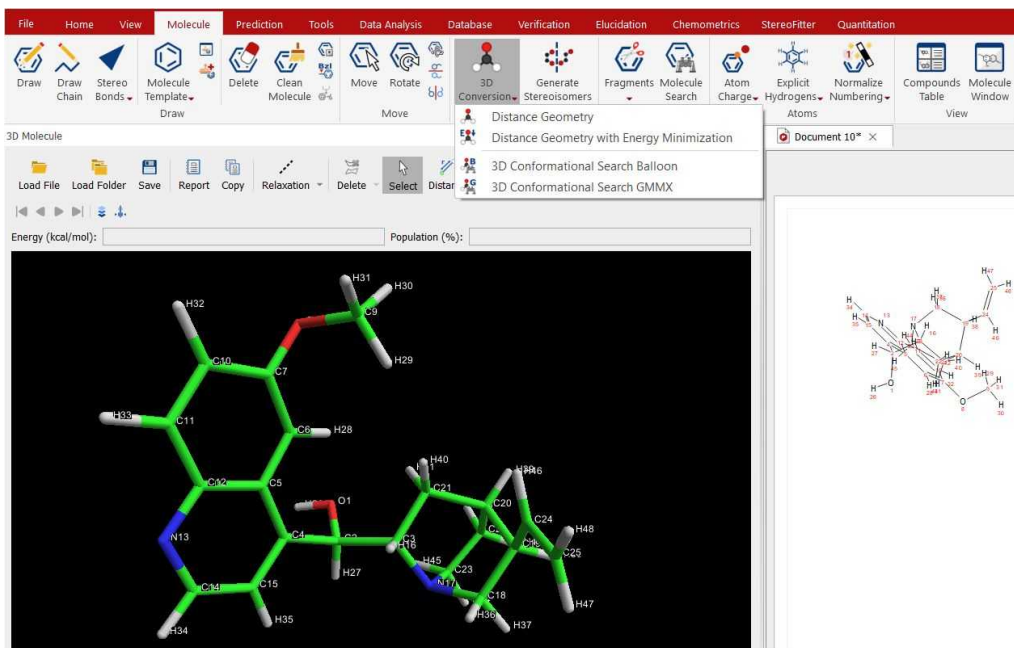 File Home View Molecule Prediction Tools Data Analysis Database Verification Elucidation Chemometrics StereoFitter Quantitation
Draw Draw Chain Stereo Bonds Molecule Template Delete Clean Molecule Move Rotate 3D Conversion Generate Stereoisomers Fragments Molecule Search Atom Charge Explicit Hydrogens Normalize Numbering Compounds Table Molecule Window
Draw Move Atoms View
Distance Geometry
Distance Geometry with Energy Minimization
3D Conformational Search Balloon
3D Conformational Search GMMX
3D Molecule
Document 10*
Load File Load Folder Save Report Copy Relaxation Delete Select Distan
Energy (kcal/mol): Population (%):
H31
H30
H32
C9
H29
C10
C7
H33
C11
C6 H28
H40
C21
H46
C12 C5
C20
O1
C24
H48
N13
C4
C3
H16
C25
H45
C23
H27
N17
C14 C15
C18
H47
H36
H37
H35
H34